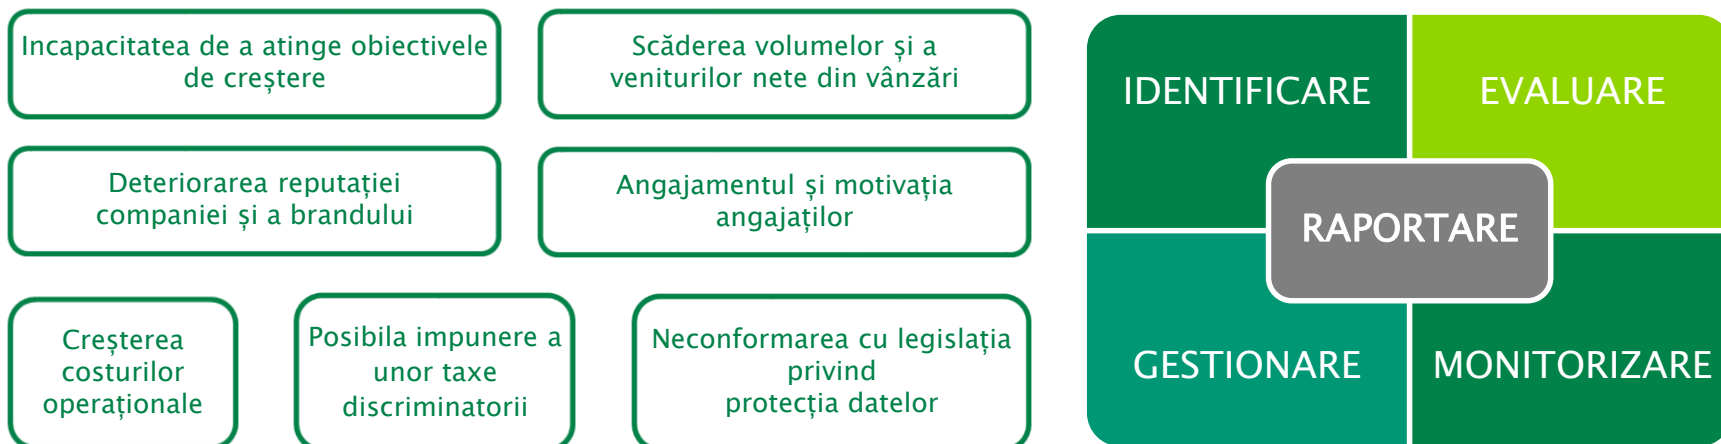 Incapacitatea de a atinge obiectivele
de creștere
Scăderea volumelor și a
veniturilor nete din vânzări
Deteriorarea reputației
companiei și a brandului
Angajamentul și motivația
angajaților
Creșterea
costurilor
operaționale
Posibila impunere a
unor taxe
discriminatorii
Neconformarea cu legislația
privind
protecția datelor
IDENTIFICARE
EVALUARE
RAPORTARE
GESTIONARE
MONITORIZARE